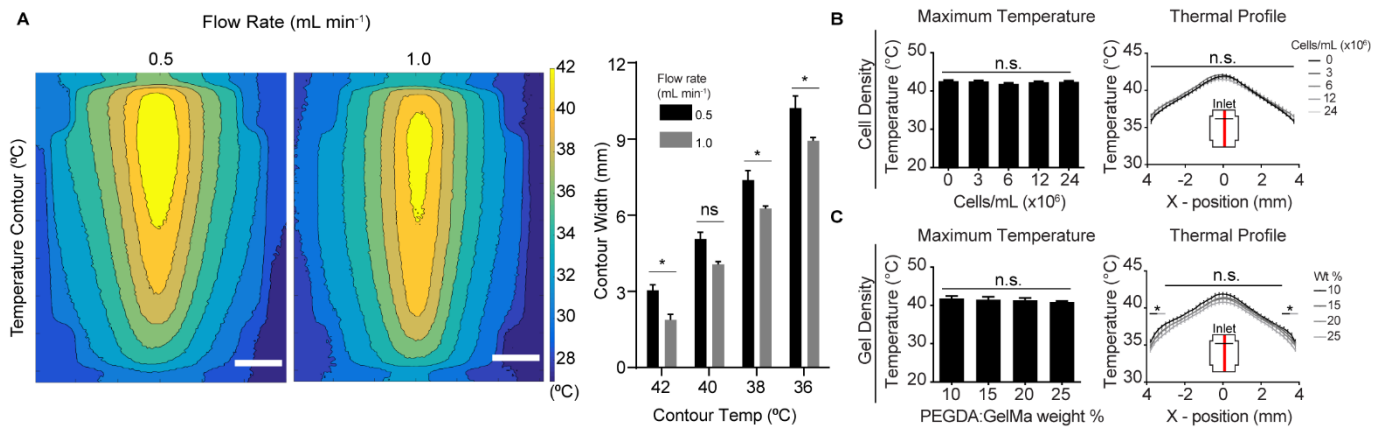 A
Flow Rate (mL min⁻¹)
0.5
1.0
Temperature Contour (ºC)
42
40
38
36
34
32
30
28
(ºC)
Flow rate
(mL min⁻¹)
0.5
1.0
Contour Width (mm)
12
9
6
3
0
*
ns
*
*
42 40 38 36
Contour Temp (ºC)
B
Cell Density
Maximum Temperature
Temperature (°C)
50
40
30
20
n.s.
0 3 6 12 24
Cells/mL (x10⁶)
Thermal Profile
Temperature (°C)
45
40
35
30
n.s.
Inlet
4 -2 0 2 4
X - position (mm)
Cells/mL (x10⁶)
0
3
6
12
24
C
Gel Density
Maximum Temperature
Temperature (°C)
50
40
30
20
n.s.
10 15 20 25
PEGDA:GelMa weight %
Thermal Profile
Temperature (°C)
45
40
35
30
n.s.
*
*
Inlet
4 -2 0 2 4
X - position (mm)
Wt %
10
15
20
25